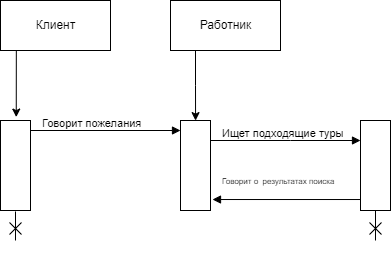 Клиент
Работник
Говорит пожелания
Ищет подходящие туры
Говорит о результатах поиска